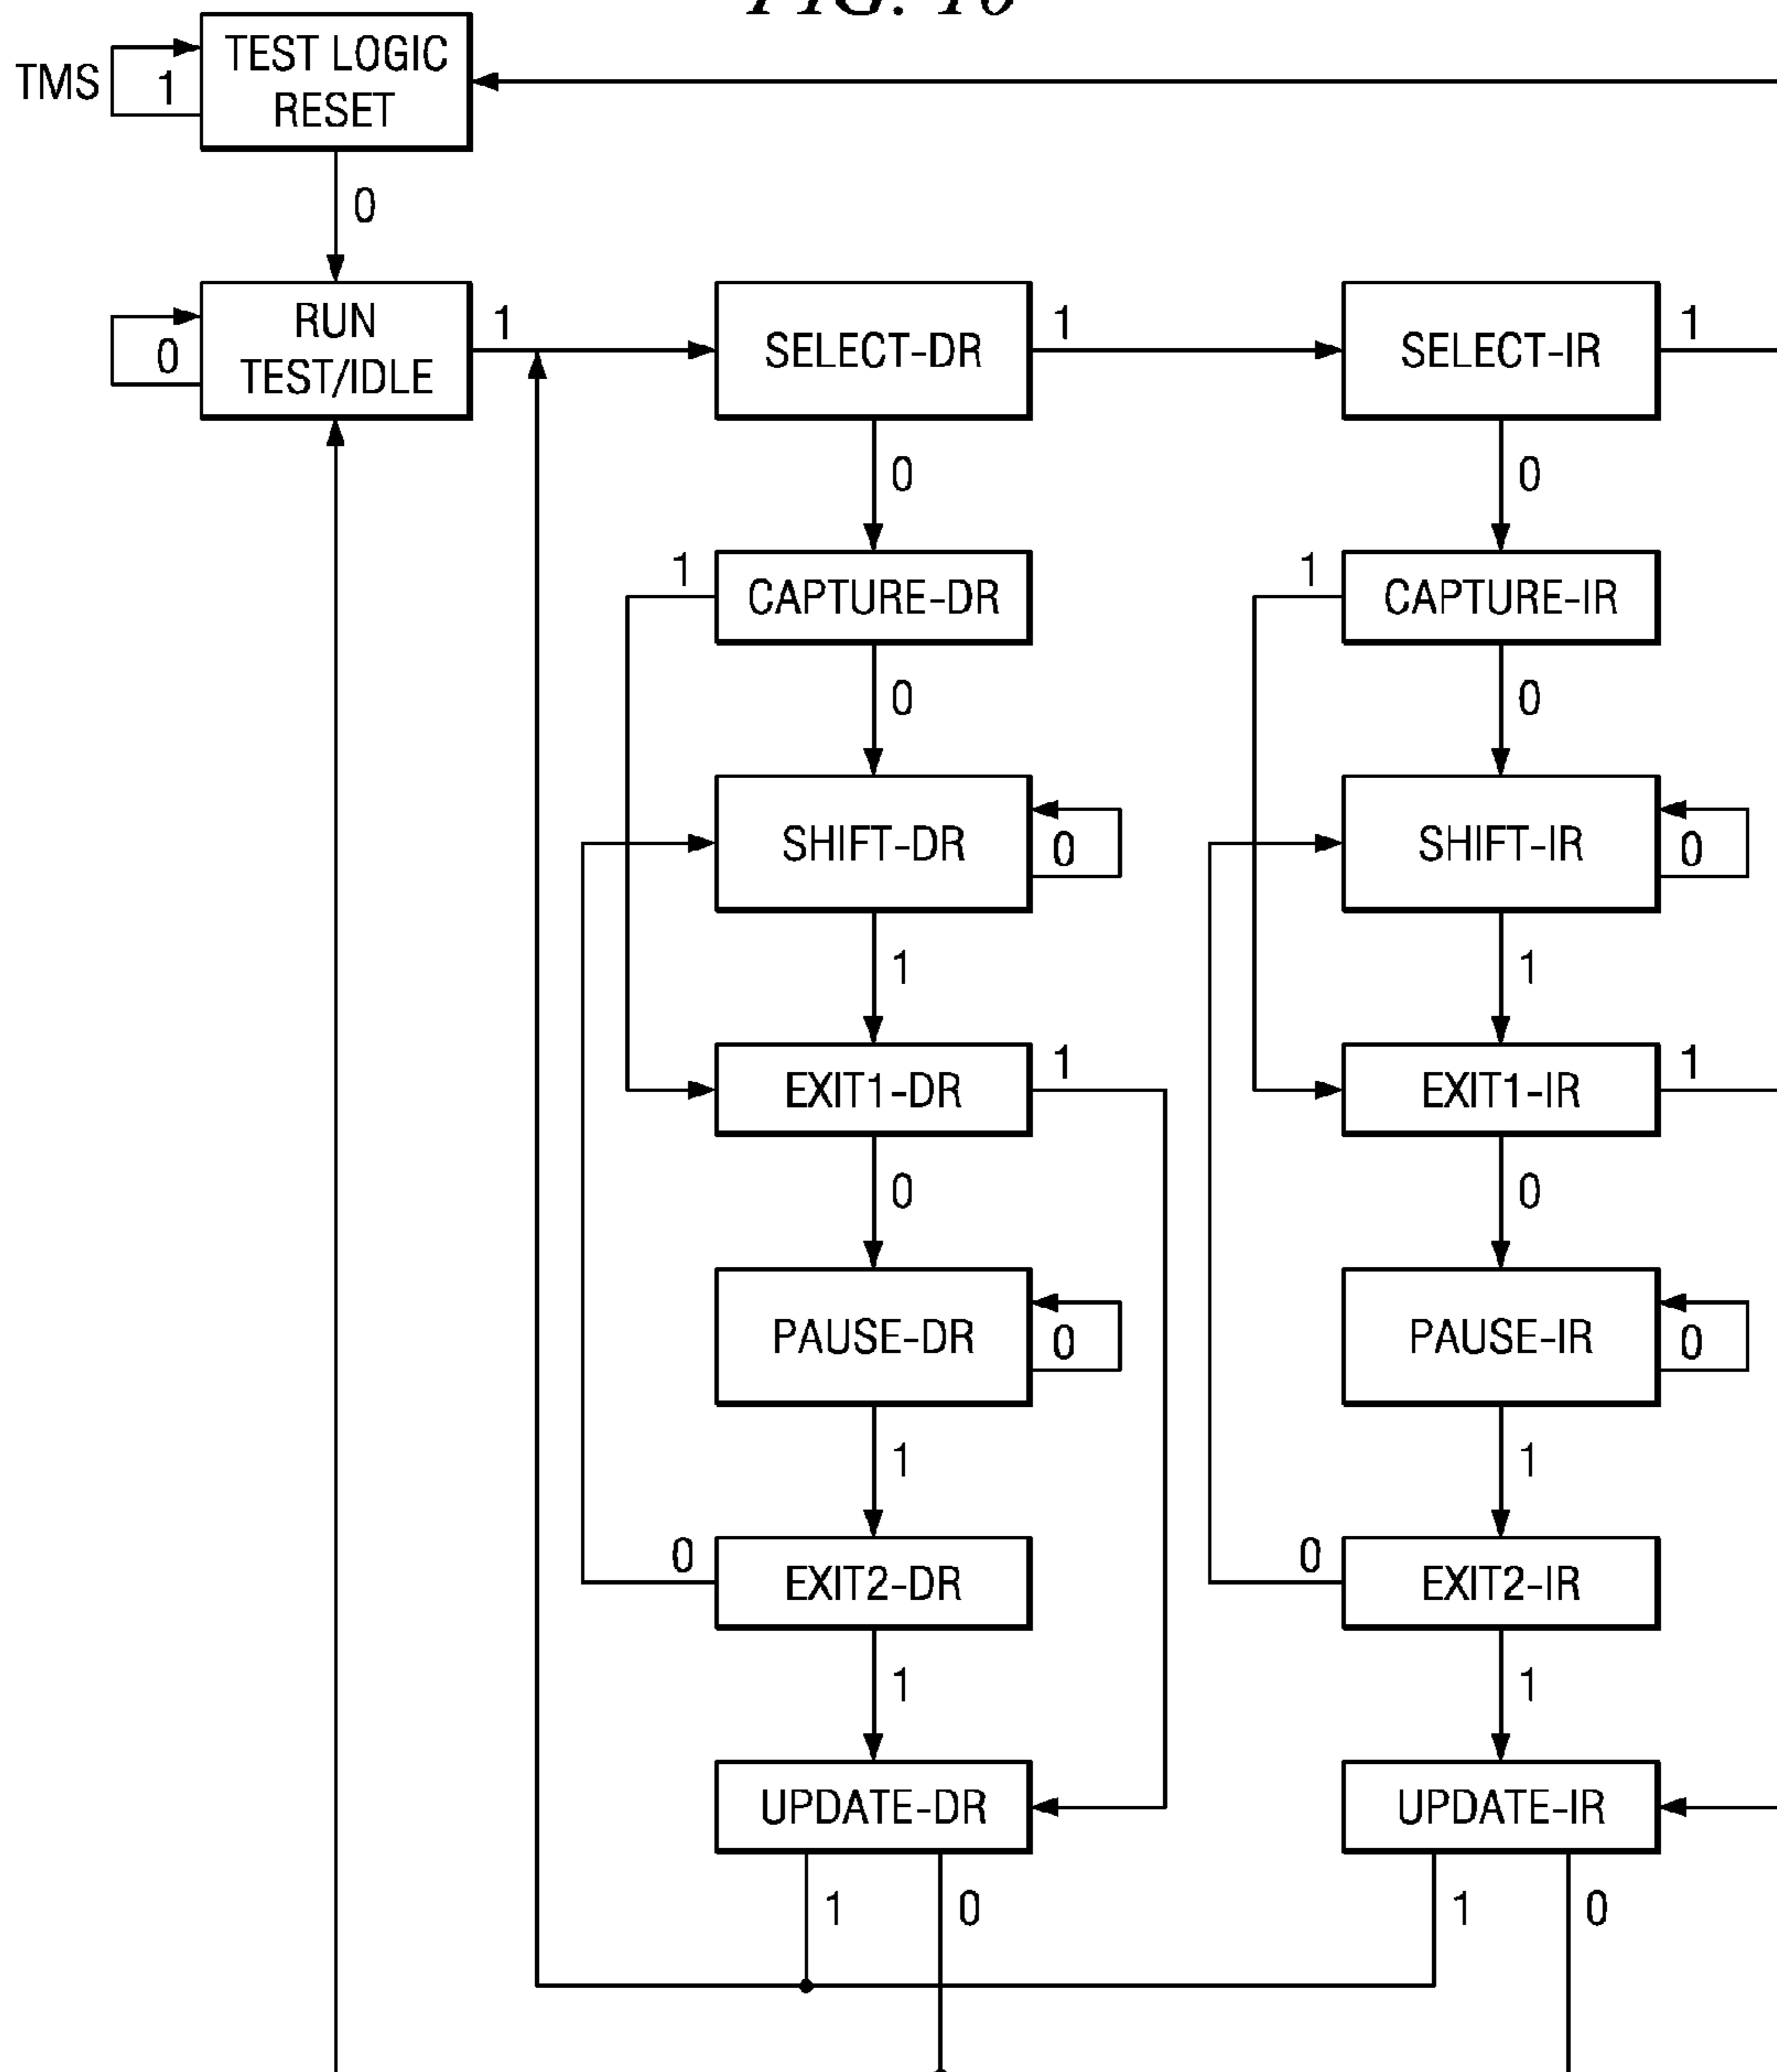 TEST LOGIC
RESET
TMS
1
0
RUN
TEST/IDLE
0
1
SELECT-DR
1
SELECT-IR
1
0
0
1
CAPTURE-DR
1
CAPTURE-IR
0
0
SHIFT-DR
0
SHIFT-IR
0
1
1
EXIT1-DR
1
EXIT1-IR
1
0
0
PAUSE-DR
0
PAUSE-IR
0
1
1
0
EXIT2-DR
0
EXIT2-IR
1
1
UPDATE-DR
UPDATE-IR
1
0
1
0